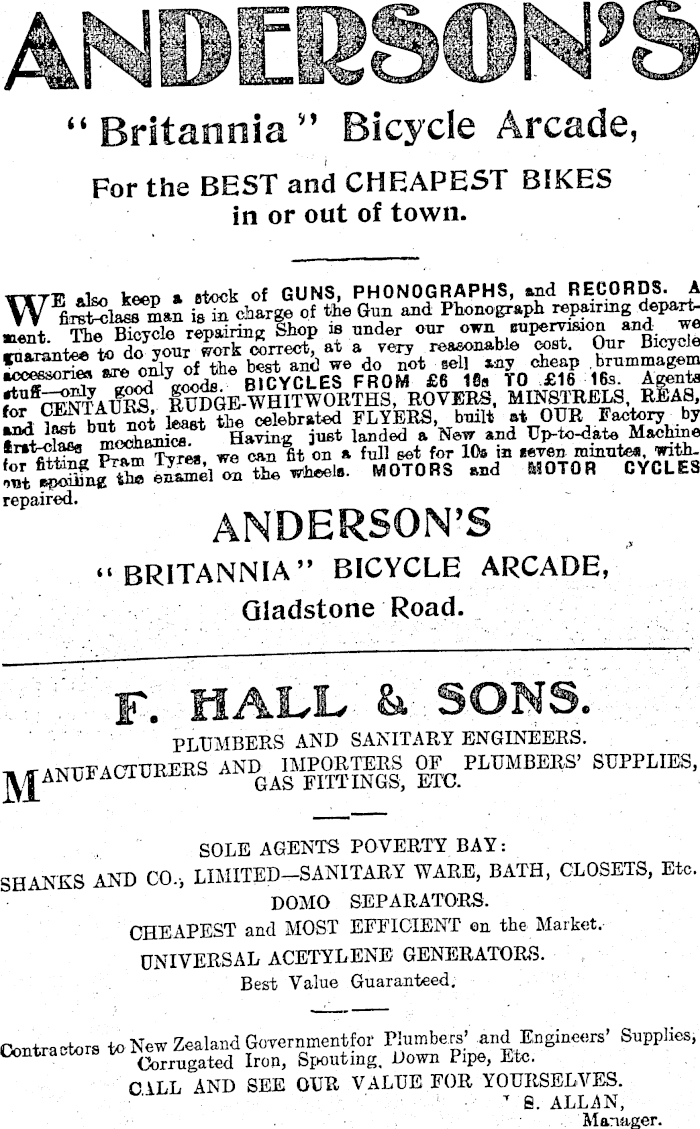 ANDERSON'S
"Britannia" Bicycle Arcade,
For the BEST and CHEAPEST BIKES
in or out of town.
WE also keep a stock of GUNS, PHONOGRAPHS, and RECORDS. A
first-class man is in charge of the Gun and Phonograph repairing depart-
ment. The Bicycle repairing Shop is under our own supervision and we
guarantee to do your work correct, at a very reasonable cost. Our Bicycle
accessories are only of the best and we do not sell any cheap brummagem
stuff—only good goods. BICYCLES FROM £6 16s TO £16 16s. Agents
for CENTAURS, RUDGE-WHITWORTHS, ROVERS, MINSTRELS, REAS,
and last but not least the celebrated FLYERS, built at OUR Factory by
first-class mechanics. Having just landed a New and Up-to-date Machine
for fitting Pram Tyres, we can fit on a full set for 10s in seven minutes, with-
out spoiling the enamel on the wheels. MOTORS and MOTOR CYCLES
repaired.
ANDERSON'S
"BRITANNIA" BICYCLE ARCADE,
Gladstone Road.
F. HALL & SONS.
PLUMBERS AND SANITARY ENGINEERS.
MANUFACTURERS AND IMPORTERS OF PLUMBERS' SUPPLIES,
GAS FITTINGS, ETC.
SOLE AGENTS POVERTY BAY:
SHANKS AND CO., LIMITED—SANITARY WARE, BATH, CLOSETS, Etc.
DOMO SEPARATORS.
CHEAPEST and MOST EFFICIENT on the Market.
UNIVERSAL ACETYLENE GENERATORS.
Best Value Guaranteed.
Contractors to New Zealand Governmentfor Plumbers' and Engineers' Supplies,
Corrugated Iron, Spouting, Down Pipe, Etc.
CALL AND SEE OUR VALUE FOR YOURSELVES.
S. ALLAN,
Manager.